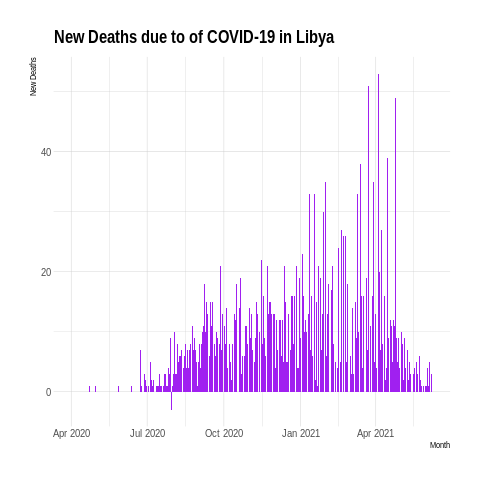 New Deaths due to of COVID-19 in Libya
New Deaths
40
20
0
Apr 2020 Jul 2020 Oct 2020 Jan 2021 Apr 2021
Month